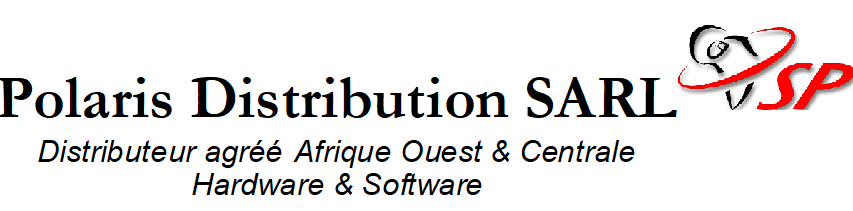 Polaris Distribution SARL
SP
Distributeur agréé Afrique Ouest & Centrale
Hardware & Software